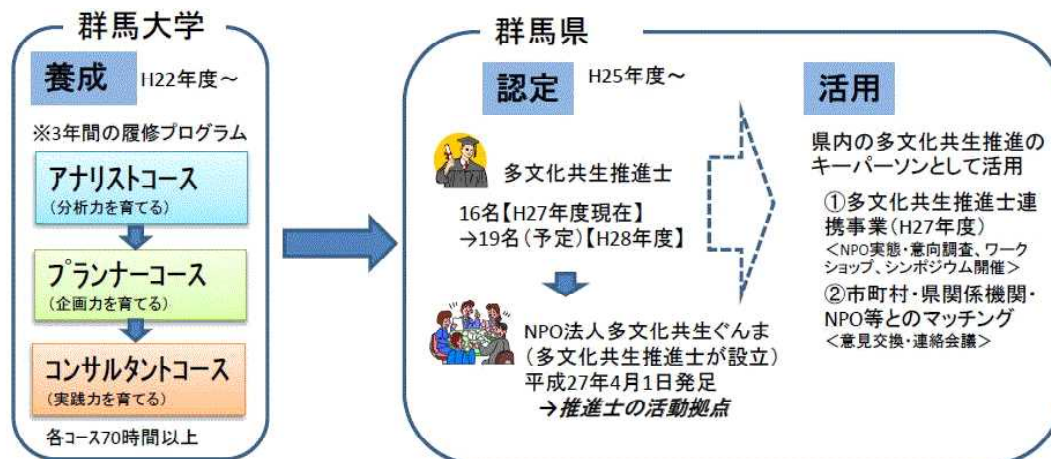 群馬大学
養成 H22年度～
※3年間の履修プログラム
アナリストコース
(分析力を育てる)
プランナーコース
(企画力を育てる)
コンサルタントコース
(実践力を育てる)
各コース70時間以上
群馬県
認定 H25年度～
多文化共生推進士
16名【H27年度現在】
→19名(予定)【H28年度】
NPO法人多文化共生ぐんま
(多文化共生推進士が設立)
平成27年4月1日発足
→推進士の活動拠点
活用
県内の多文化共生推進の
キーパーソンとして活用
①多文化共生推進士連
携事業(H27年度)
<NPO実態・意向調査、ワーク
ショップ、シンポジウム開催>
②市町村・県関係機関・
NPO等とのマッチング
<意見交換・連絡会議>